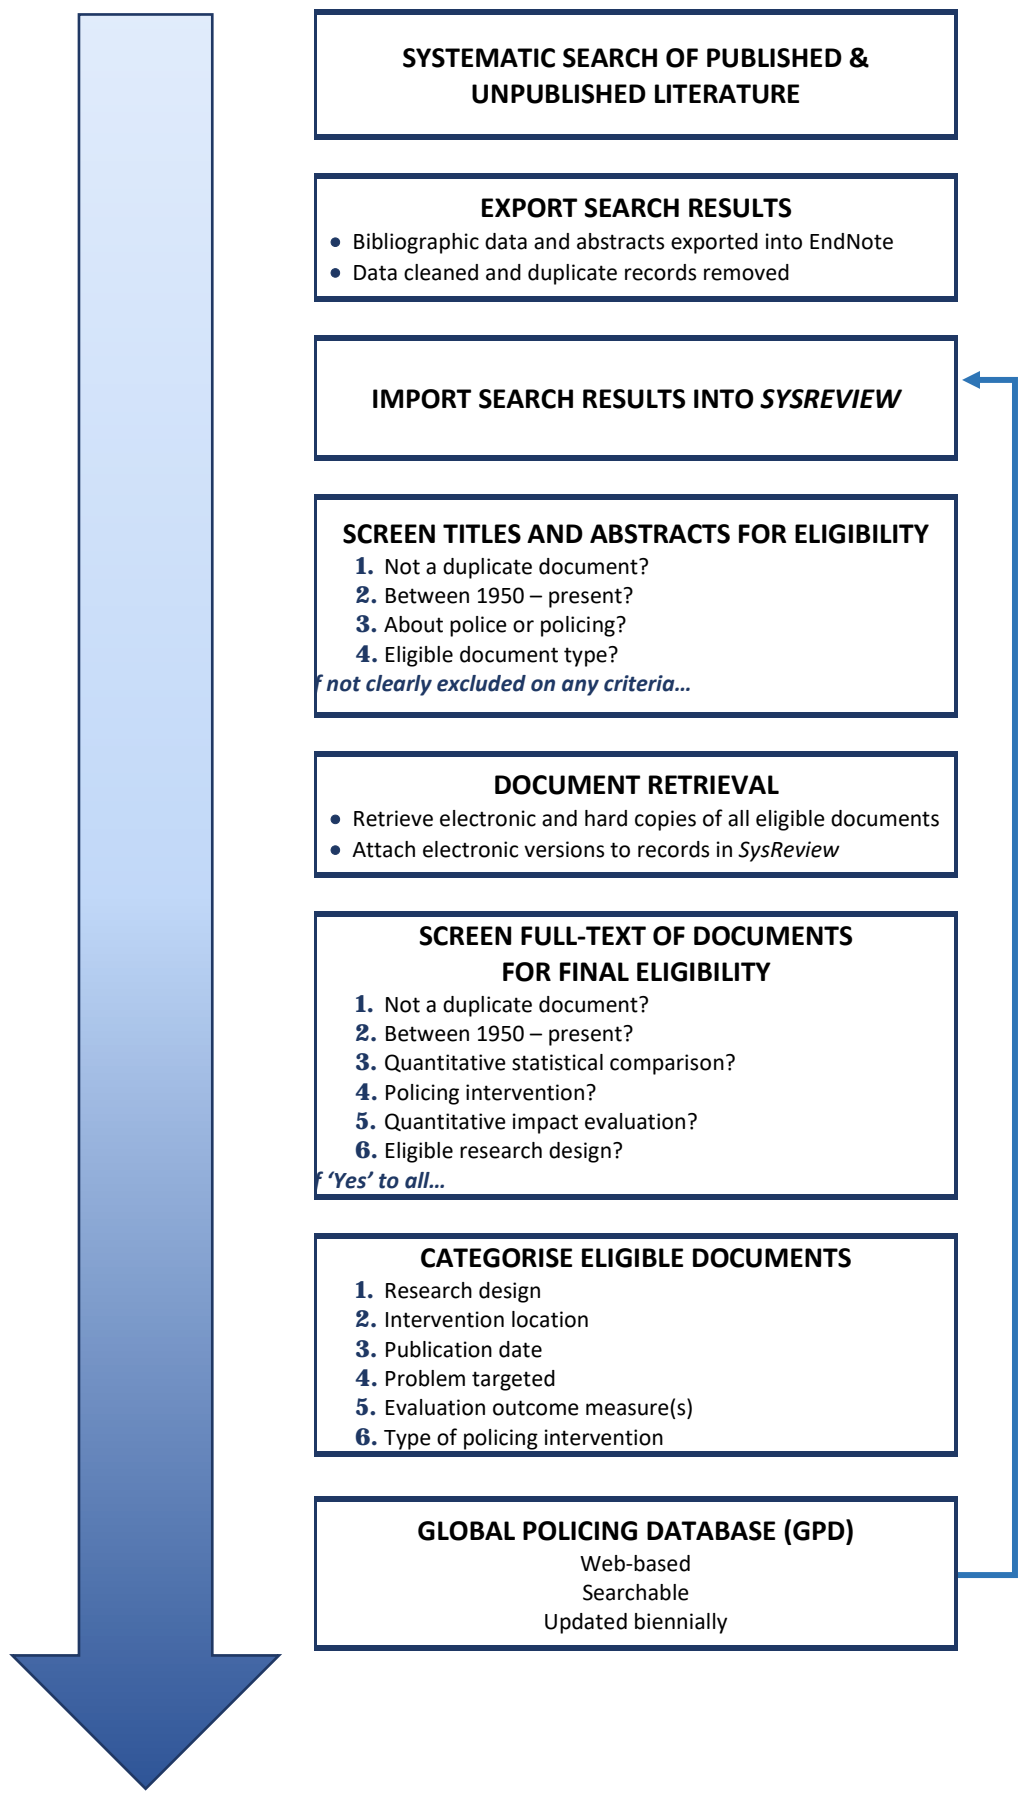 SYSTEMATIC SEARCH OF PUBLISHED &
UNPUBLISHED LITERATURE
EXPORT SEARCH RESULTS
• Bibliographic data and abstracts exported into EndNote
• Data cleaned and duplicate records removed
IMPORT SEARCH RESULTS INTO SYSREVIEW
SCREEN TITLES AND ABSTRACTS FOR ELIGIBILITY
1. Not a duplicate document?
2. Between 1950 – present?
3. About police or policing?
4. Eligible document type?
f not clearly excluded on any criteria…
DOCUMENT RETRIEVAL
• Retrieve electronic and hard copies of all eligible documents
• Attach electronic versions to records in SysReview
SCREEN FULL-TEXT OF DOCUMENTS
FOR FINAL ELIGIBILITY
1. Not a duplicate document?
2. Between 1950 – present?
3. Quantitative statistical comparison?
4. Policing intervention?
5. Quantitative impact evaluation?
6. Eligible research design?
f ‘Yes’ to all…
CATEGORISE ELIGIBLE DOCUMENTS
1. Research design
2. Intervention location
3. Publication date
4. Problem targeted
5. Evaluation outcome measure(s)
6. Type of policing intervention
GLOBAL POLICING DATABASE (GPD)
Web-based
Searchable
Updated biennially